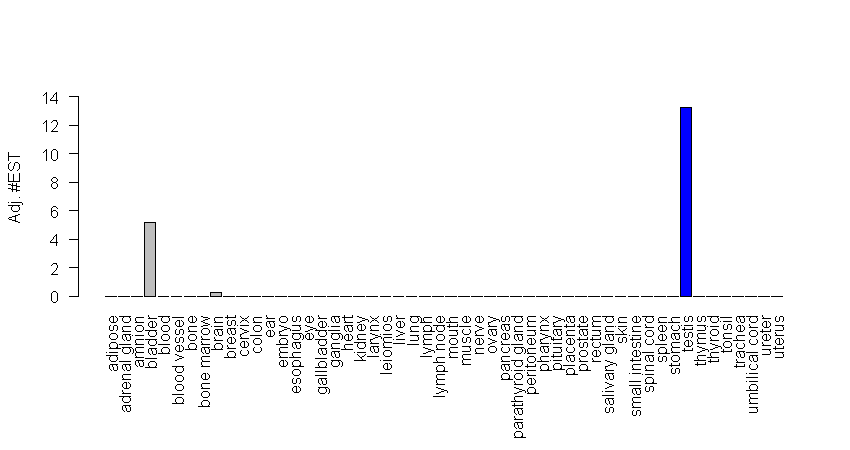 Adj. #EST
14
12
10
8
6
4
2
0
adipose
adrenal gland
amnion
bladder
blood
blood vessel
bone
bone marrow
brain
breast
cervix
colon
ear
embryo
esophagus
eye
gallbladder
ganglia
heart
kidney
larynx
leiomios
liver
lung
lymph
lymph node
mouth
muscle
nerve
ovary
pancreas
parathyroid gland
peritoneum
pharynx
pituitary
placenta
prostate
rectum
salivary gland
skin
small intestine
spinal cord
spleen
stomach
testis
thymus
thyroid
tonsil
trachea
umbilical cord
ureter
uterus